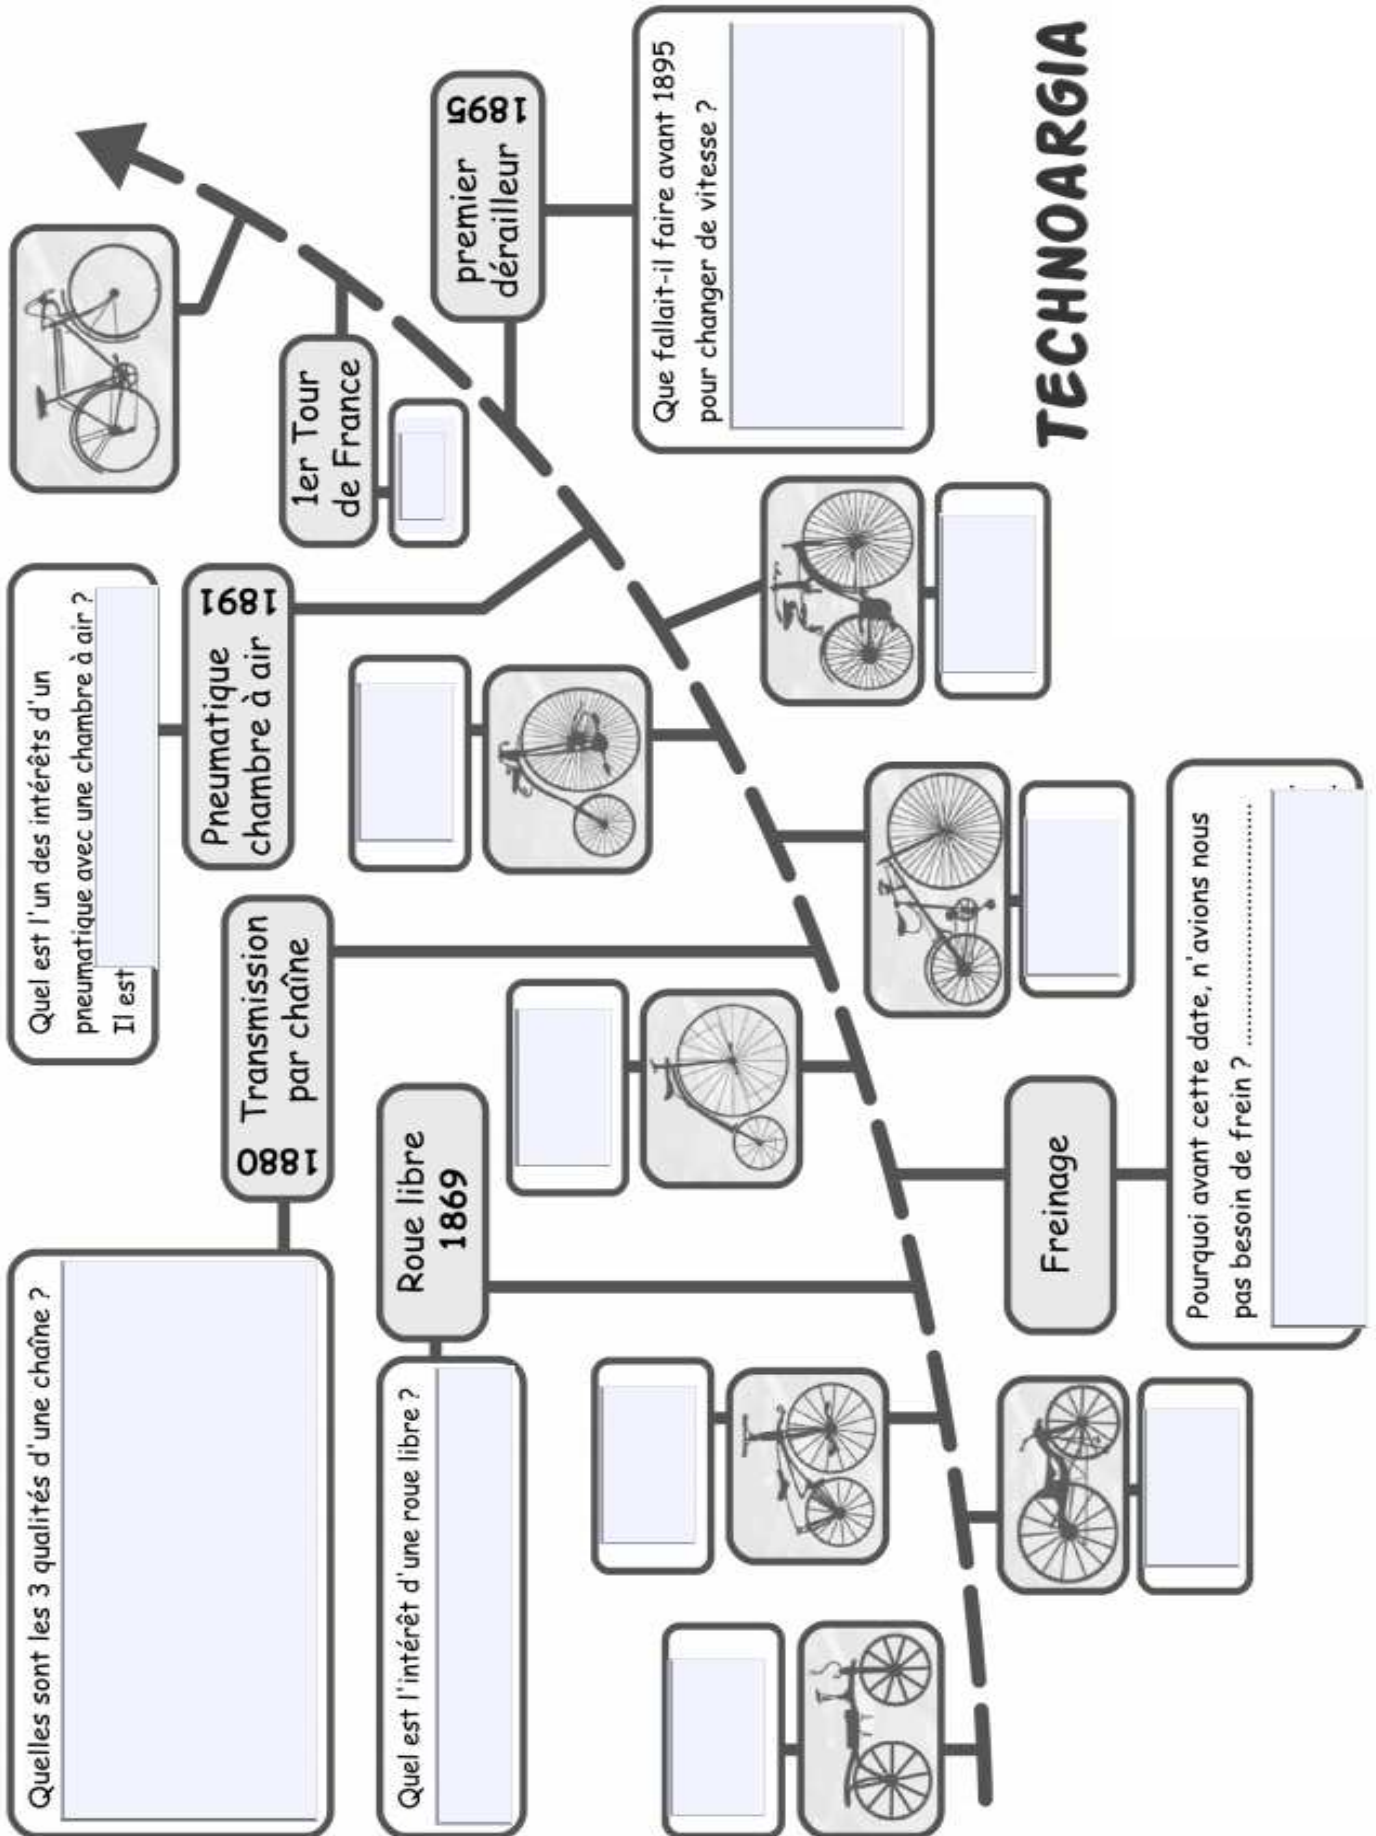 Quelles sont les 3 qualités d'une chaîne ?
1880
Transmission
par chaîne
Quel est l'un des intérêts d'un
pneumatique avec une chambre à air ?
Il est
Pneumatique
chambre à air
1891
Quel est l'intérêt d'une roue libre ?
Roue libre
1869
1er Tour
de France
premier
dérailleur
1895
Que fallait-il faire avant 1895
pour changer de vitesse ?
Freinage
Pourquoi avant cette date, n'avions nous
pas besoin de frein ? ................................
TECHNOARGIA